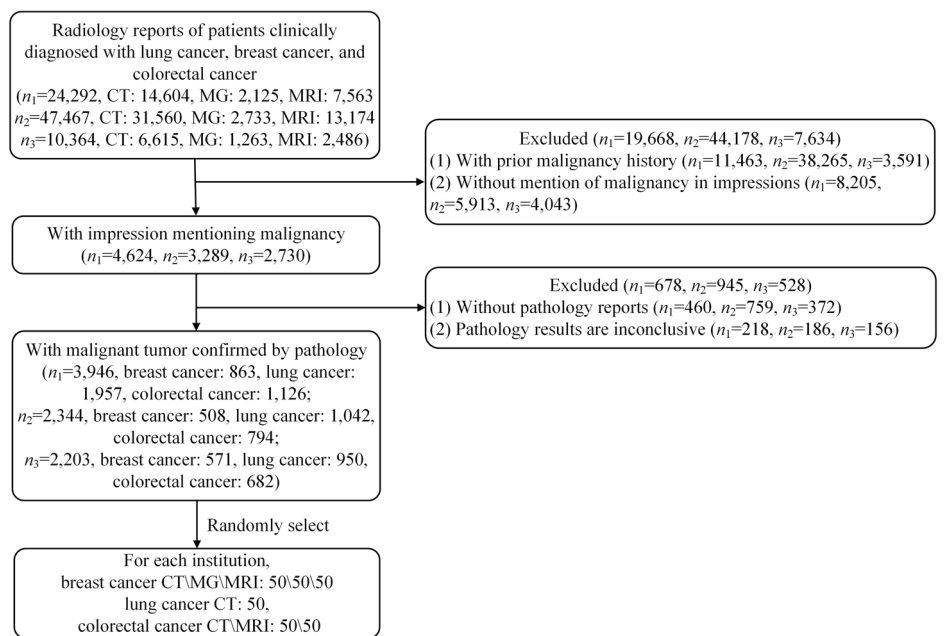 Radiology reports of patients clinically
diagnosed with lung cancer, breast cancer, and
colorectal cancer
(n₁=24,292, CT: 14,604, MG: 2,125, MRI: 7,563
n₂=47,467, CT: 31,560, MG: 2,733, MRI: 13,174
n₃=10,364, CT: 6,615, MG: 1,263, MRI: 2,486)
Excluded (n₁=19,668, n₂=44,178, n₃=7,634)
(1) With prior malignancy history (n₁=11,463, n₂=38,265, n₃=3,591)
(2) Without mention of malignancy in impressions (n₁=8,205,
n₂=5,913, n₃=4,043)
With impression mentioning malignancy
(n₁=4,624, n₂=3,289, n₃=2,730)
Excluded (n₁=678, n₂=945, n₃=528)
(1) Without pathology reports (n₁=460, n₂=759, n₃=372)
(2) Pathology results are inconclusive (n₁=218, n₂=186, n₃=156)
With malignant tumor confirmed by pathology
(n₁=3,946, breast cancer: 863, lung cancer:
1,957, colorectal cancer: 1,126;
n₂=2,344, breast cancer: 508, lung cancer: 1,042,
colorectal cancer: 794;
n₃=2,203, breast cancer: 571, lung cancer: 950,
colorectal cancer: 682)
Randomly select
For each institution,
breast cancer CT\MG\MRI: 50\50\50
lung cancer CT: 50,
colorectal cancer CT\MRI: 50\50